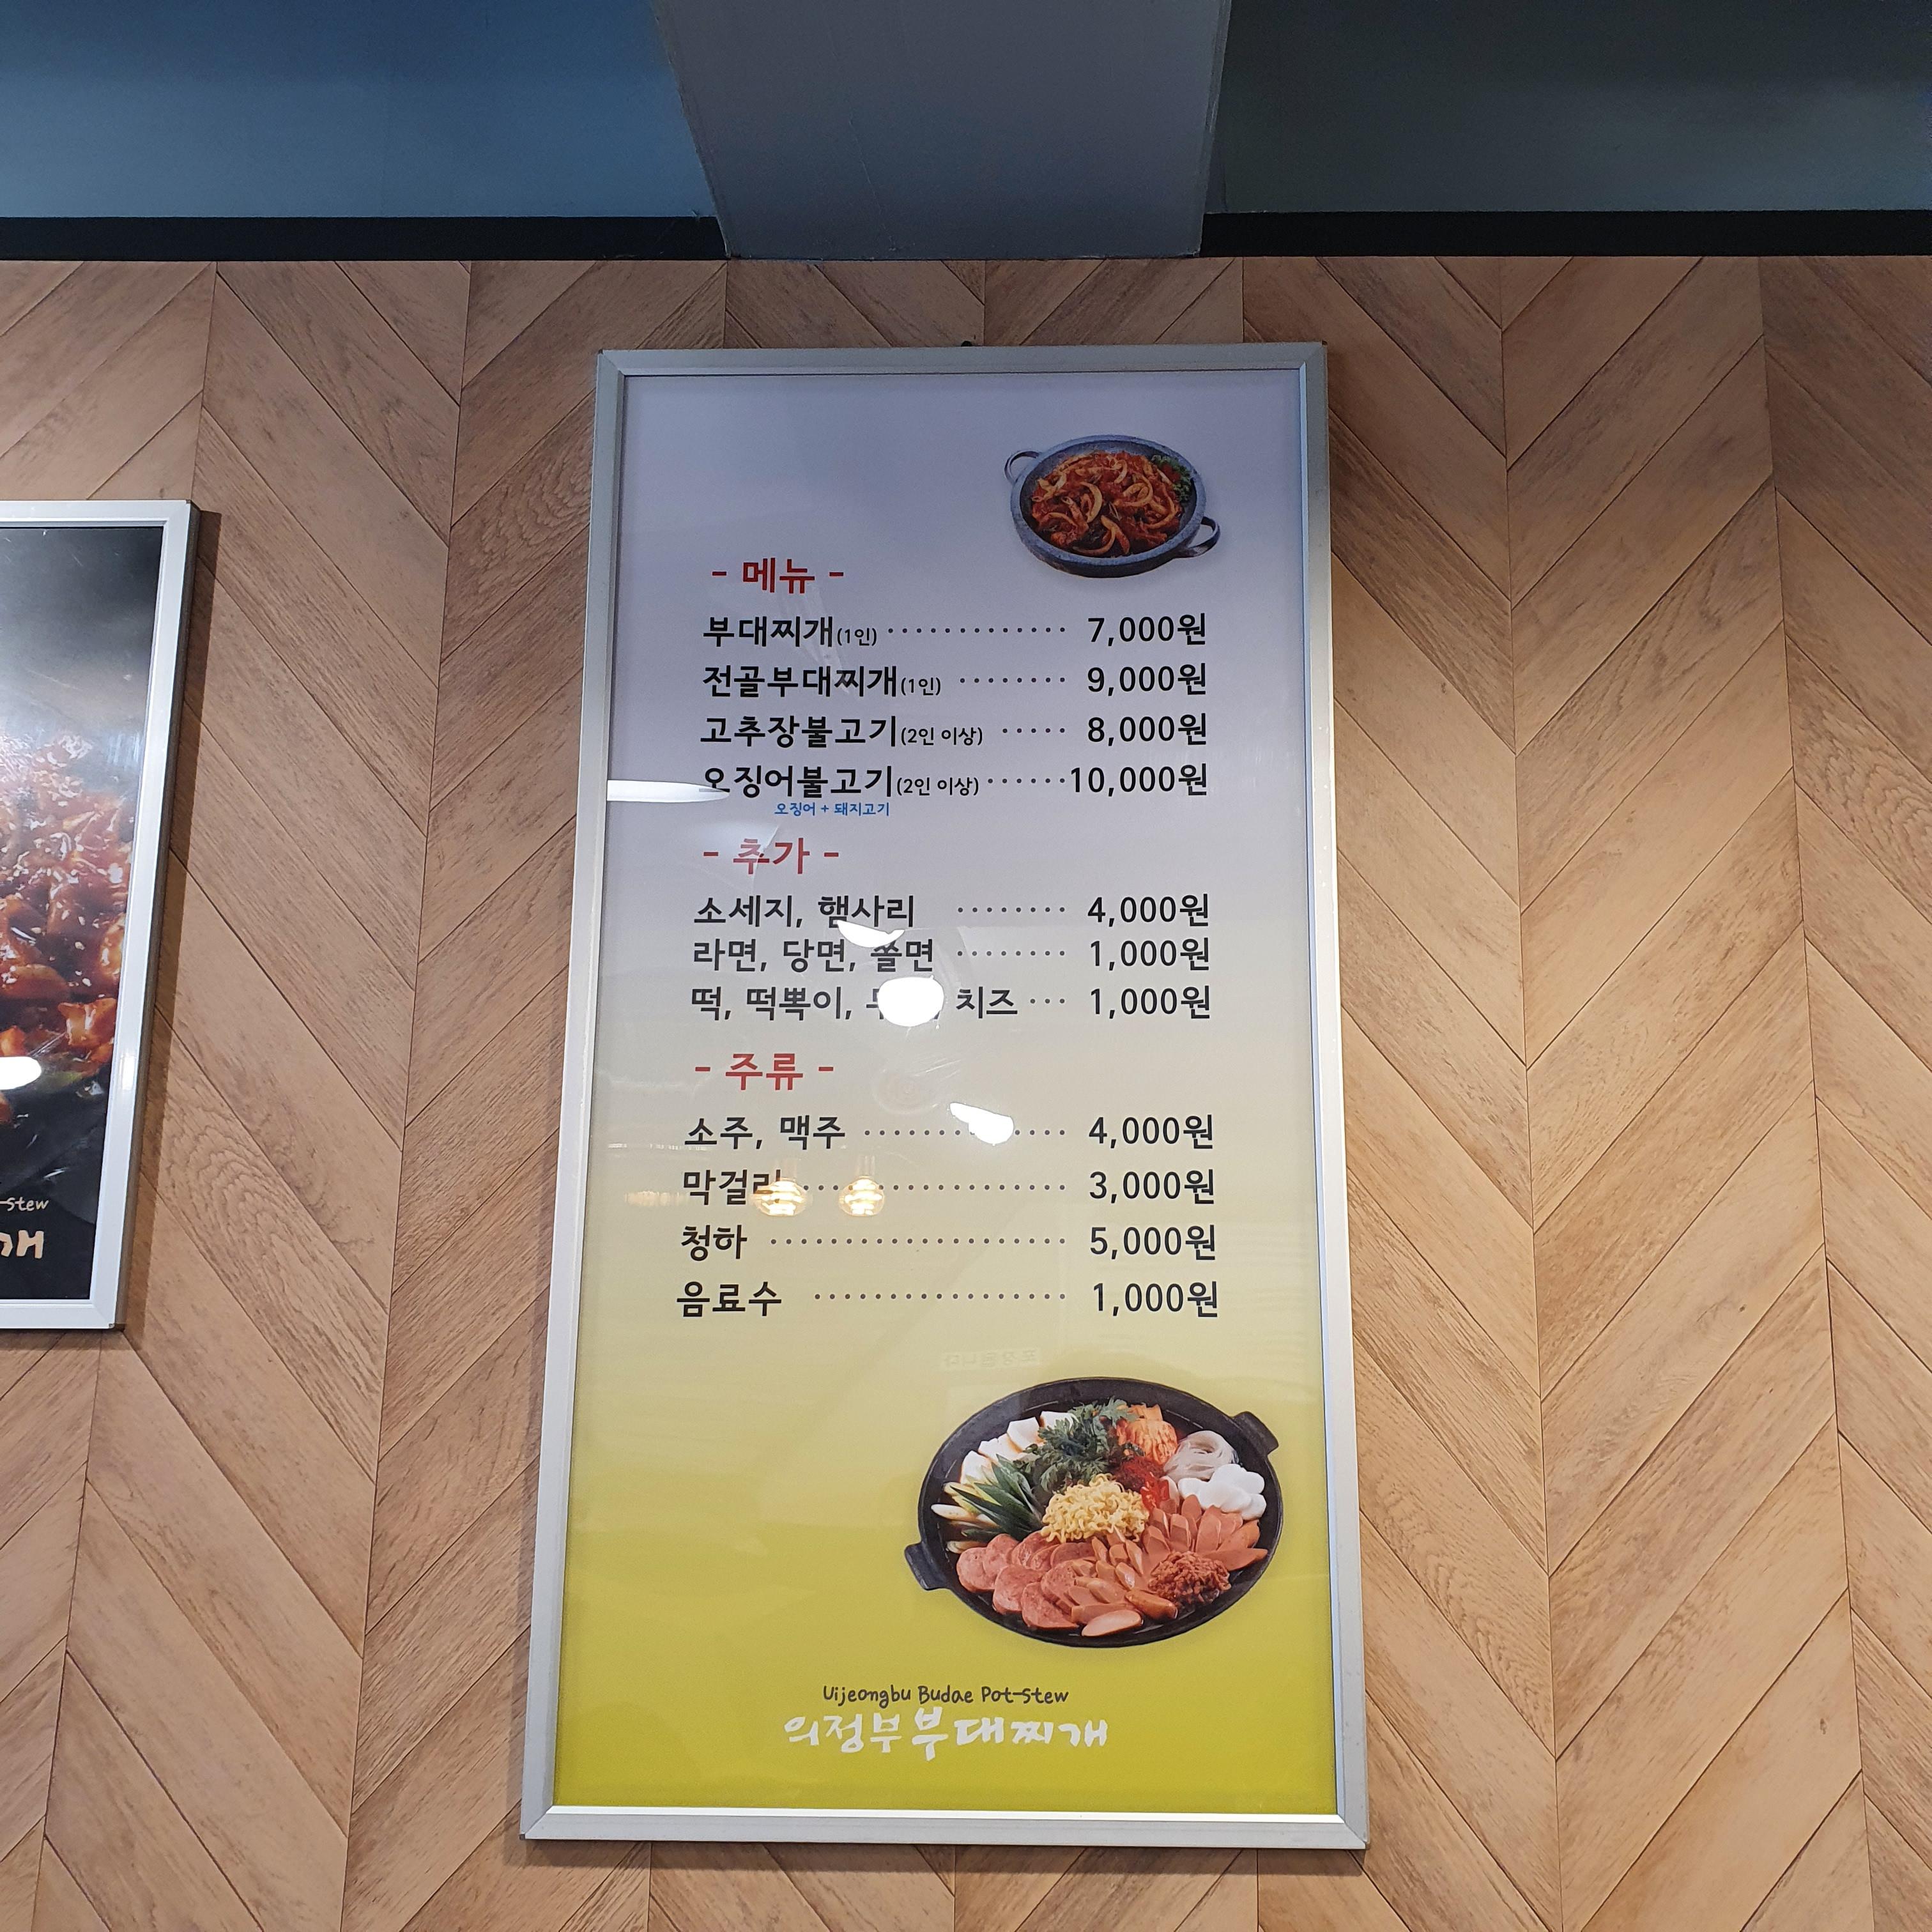 - 메뉴 -
부대찌개(1인) ············· 7,000원
전골부대찌개(1인) ········ 9,000원
고추장불고기(2인 이상) ····· 8,000원
오징어불고기(2인 이상) ······10,000원
오징어 + 돼지고기
- 추가 -
소세지, 햄사리 ········ 4,000원
라면, 당면, 쫄면 ········ 1,000원
떡, 떡뽁이, 치즈 ··· 1,000원
- 주류 -
소주, 맥주 ············· 4,000원
막걸리 ··················· 3,000원
청하 ····················· 5,000원
음료수 ·················· 1,000원
Uijeongbu Budae Pot-Stew
의정부부대찌개
-Stew
개